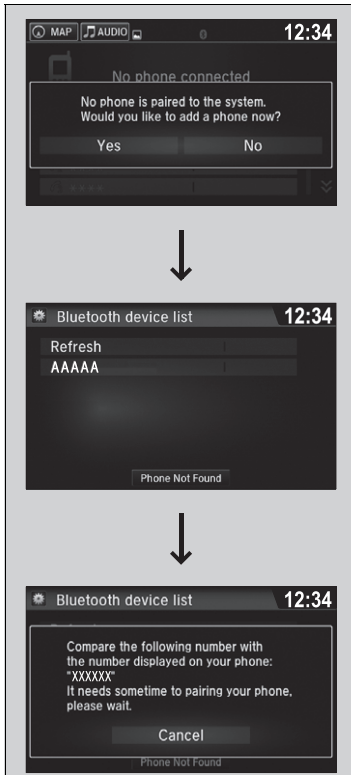 MAP AUDIO 12:34
No phone connected
No phone is paired to the system.
Would you like to add a phone now?
Yes No
Bluetooth device list 12:34
Refresh
AAAAA
Phone Not Found
Bluetooth device list 12:34
Compare the following number with
the number displayed on your phone:
"XXXXXX"
It needs sometime to pairing your phone,
please wait.
Cancel
Phone Not Found